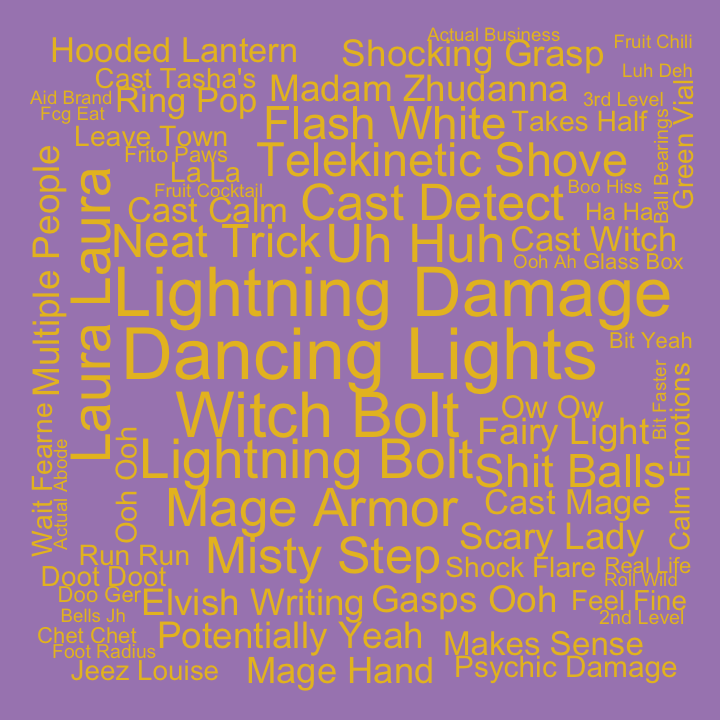 Actual Business
Hooded Lantern
Shocking Grasp
Fruit Chili
Cast Tasha's
Madam Zhudanna
Luh Deh
Aid Brand
Ring Pop
3rd Level
Fcg Eat
Flash White
Takes Half
Green Vial
Ball Bearings
Leave Town
Frito Paws
Telekinetic Shove
La La
Fruit Cocktail
Cast Detect
Boo Hiss
Cast Calm
Ha Ha
Multiple People
Laura Laura
Neat Trick
Uh Huh
Cast Witch
Ooh Ah
Glass Box
Lightning Damage
Dancing Lights
Bit Yeah
Witch Bolt
Ow Ow
Bit Faster
Calm Emotions
Fairy Light
Wait Fearne
Actual Abode
Ooh Ooh
Lightning Bolt
Shit Balls
Mage Armor
Cast Mage
Scary Lady
Run Run
Misty Step
Shock Flare
Real Life
Doot Doot
Roll Wild
Doo Ger
Elvish Writing
Gasps Ooh
Feel Fine
Bells Jh
2nd Level
Chet Chet
Potentially Yeah
Makes Sense
Foot Radius
Jeez Louise
Mage Hand
Psychic Damage